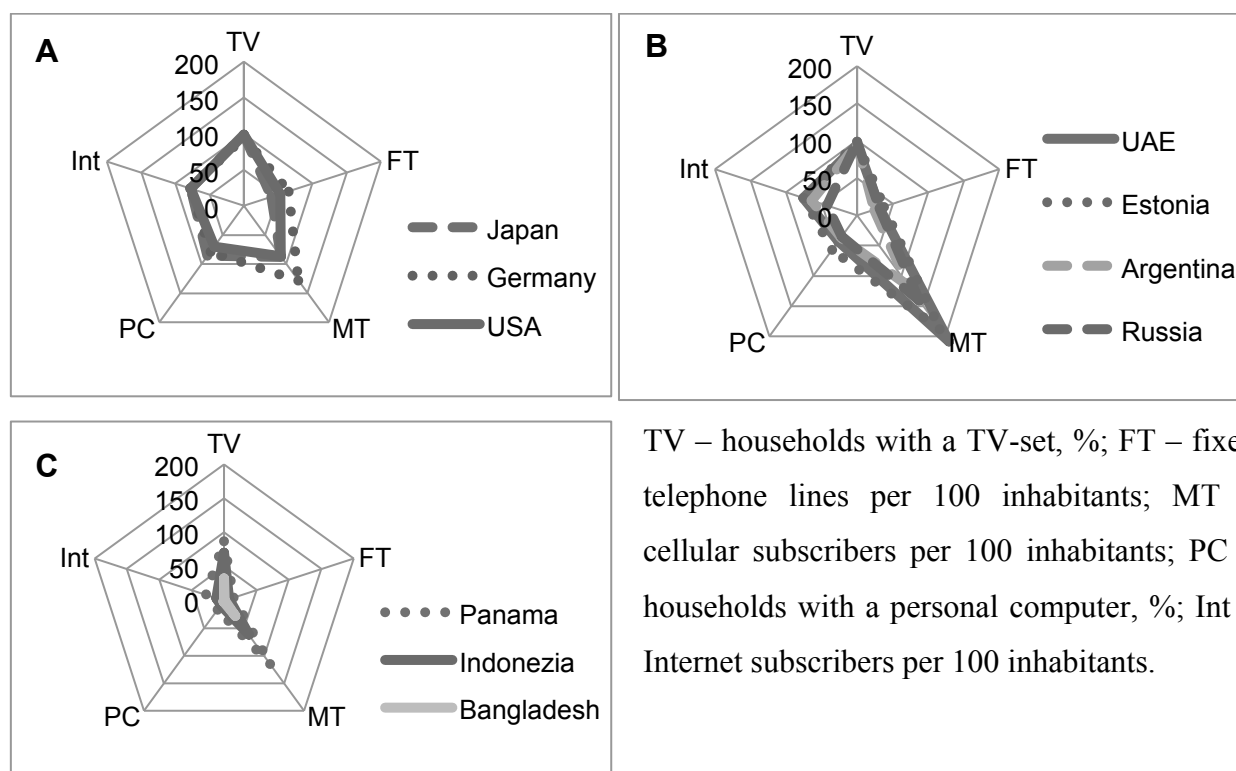 A
TV
200
150
100
50
0
Int
FT
PC
MT
Japan
Germany
USA
B
TV
200
150
100
50
0
Int
FT
PC
MT
UAE
Estonia
Argentina
Russia
C
TV
200
150
100
50
0
Int
FT
PC
MT
Panama
Indonezia
Bangladesh
TV – households with a TV-set, %; FT – fixe
telephone lines per 100 inhabitants; MT
cellular subscribers per 100 inhabitants; PC
households with a personal computer, %; Int
Internet subscribers per 100 inhabitants.